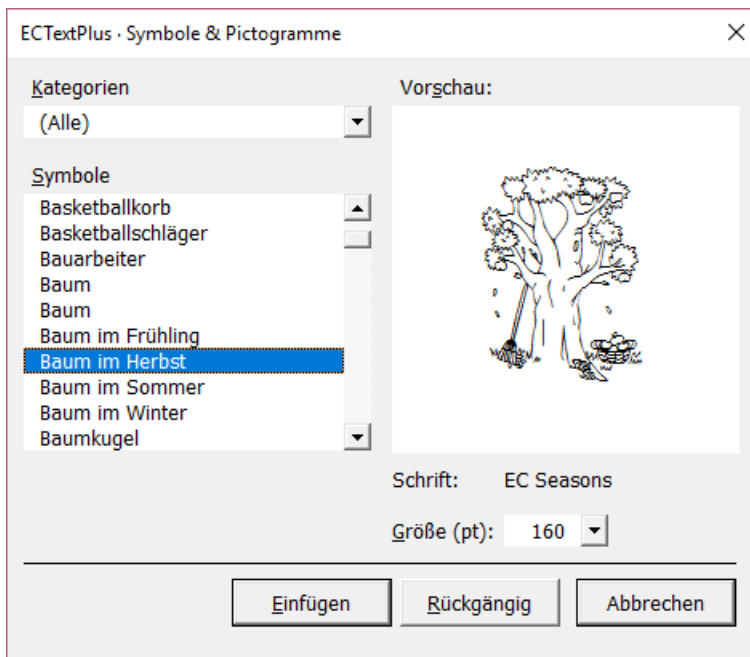 ECTextPlus · Symbole & Pictogramme
Kategorien
(Alle)
Symbole
Basketballkorb
Basketballschläger
Bauarbeiter
Baum
Baum
Baum im Frühling
Baum im Herbst
Baum im Sommer
Baum im Winter
Baumkugel
Vorschau:
Schrift: EC Seasons
Größe (pt): 160
Einfügen Rückgängig Abbrechen